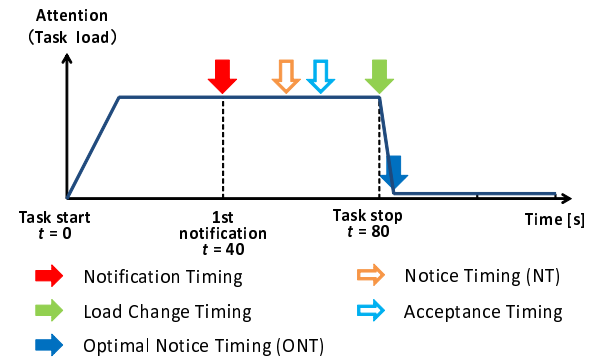 Attention
(Task load)
Task start
t = 0
1st
notification
t = 40
Task stop
t = 80
Time [s]
Notification Timing
Notice Timing (NT)
Load Change Timing
Acceptance Timing
Optimal Notice Timing (ONT)